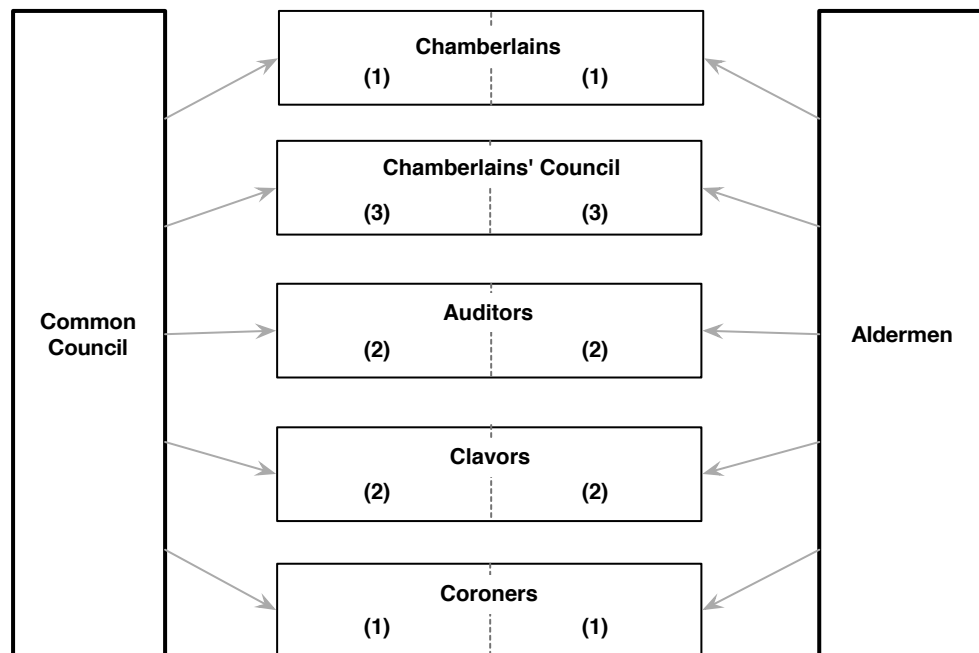 Chamberlains
(1) (1)
Chamberlains' Council
(3) (3)
Common
Council
Auditors
(2) (2)
Aldermen
Clavors
(2) (2)
Coroners
(1) (1)